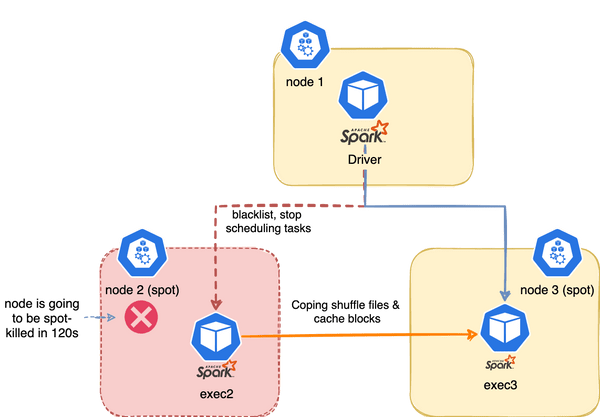 node 1
APACHE
Spark
Driver
blacklist, stop
scheduling tasks
node 2 (spot)
node 3 (spot)
node is going
to be spot-
killed in 120s
Coping shuffle files &
cache blocks
APACHE
Spark
exec2
APACHE
Spark
exec3